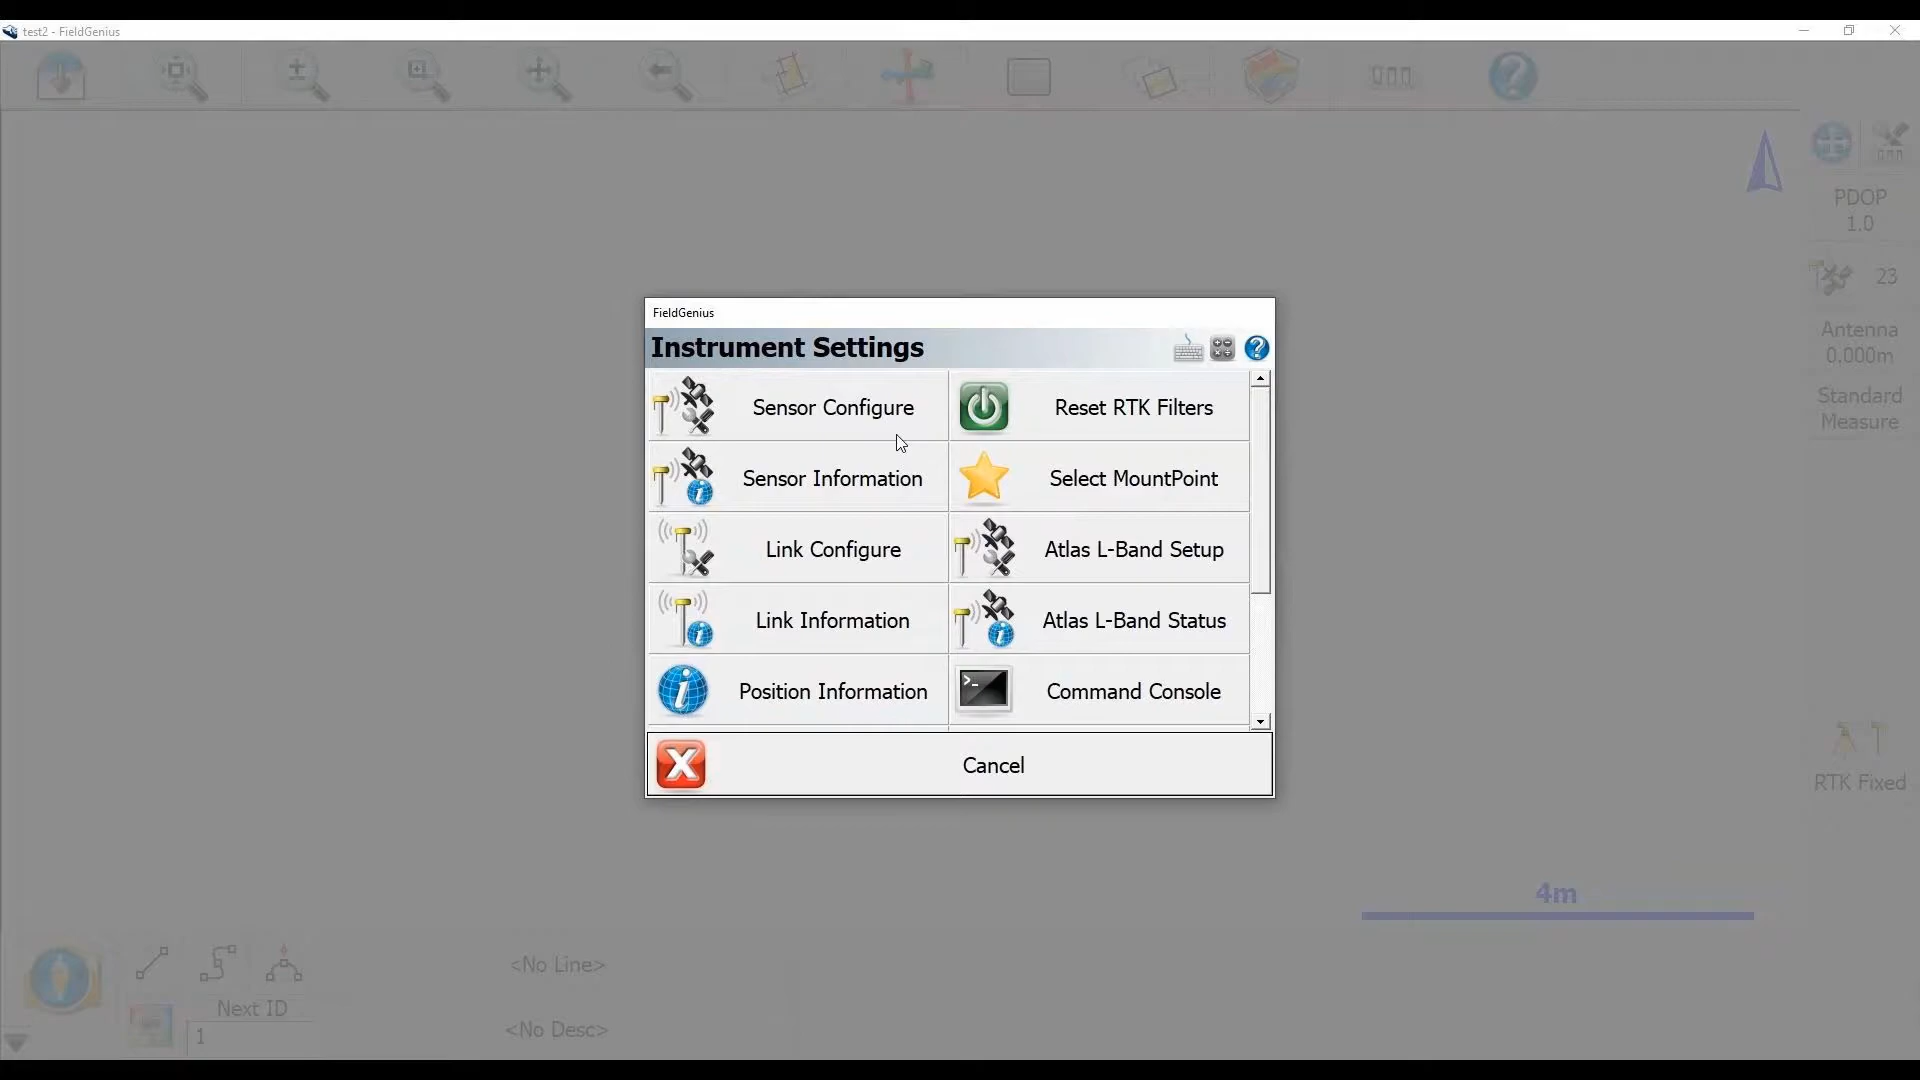 test2 - FieldGenius
PDOP
1.0
23
Antenna
0.000m
Standard
Measure
FieldGenius
Instrument Settings
Sensor Configure
Reset RTK Filters
Sensor Information
Select MountPoint
Link Configure
Atlas L-Band Setup
Link Information
Atlas L-Band Status
Position Information
Command Console
Cancel
RTK Fixed
4m
<No Line>
Next ID
1
<No Desc>